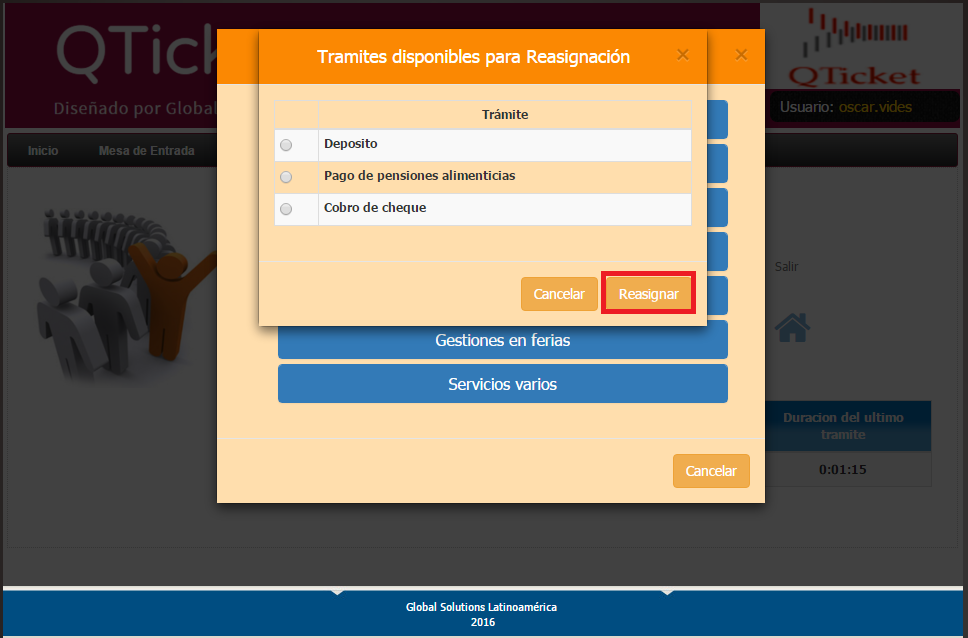 QTick
Diseñado por Global
QTicket
Usuario: oscar.vides
Inicio
Mesa de Entrada
Tramites disponibles para Reasignación
×
×
Trámite
Deposito
Pago de pensiones alimenticias
Cobro de cheque
Cancelar
Reasignar
Salir
Gestiones en ferias
Servicios varios
Duracion del ultimo
tramite
0:01:15
Cancelar
Global Solutions Latinoamérica
2016